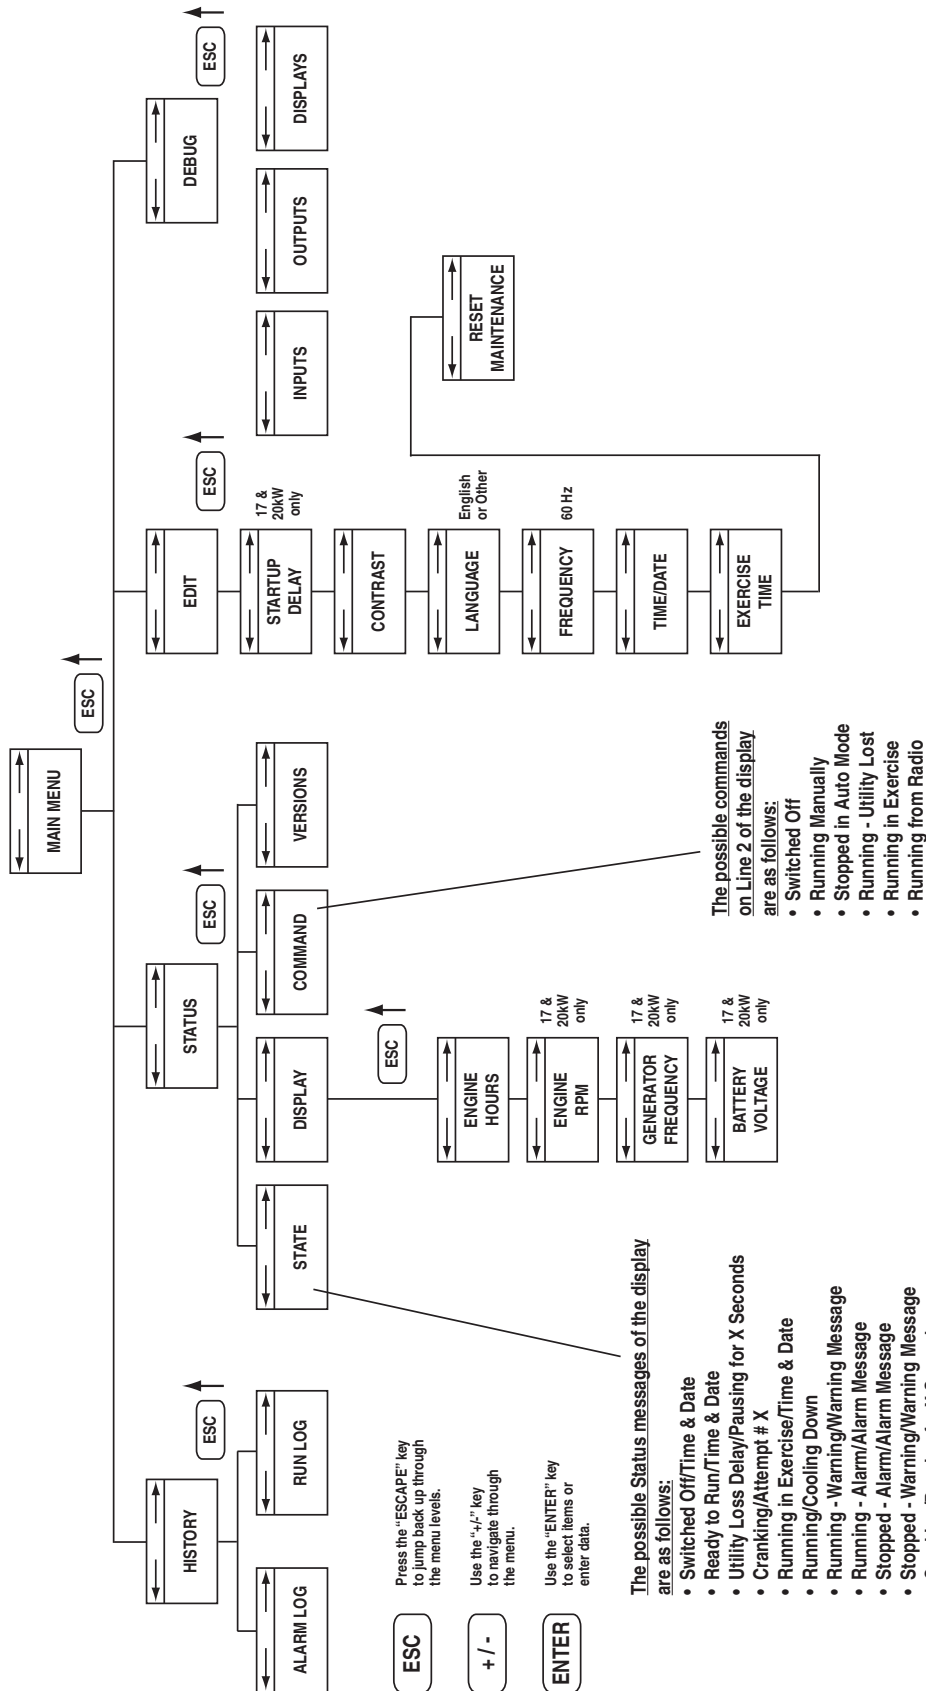 MAIN MENU
ESC
HISTORY
STATUS
EDIT
DEBUG
ESC
ESC
ESC
ESC
ALARM LOG
RUN LOG
STATE
DISPLAY
COMMAND
VERSIONS
STARTUP
DELAY
17 &
20kW
only
INPUTS
OUTPUTS
DISPLAYS
CONTRAST
ESC
ENGINE
HOURS
LANGUAGE
English
or Other
RESET
MAINTENANCE
ENGINE
RPM
17 &
20kW
only
FREQUENCY
60 Hz
GENERATOR
FREQUENCY
17 &
20kW
only
TIME/DATE
BATTERY
VOLTAGE
17 &
20kW
only
EXERCISE
TIME
ESC
Press the "ESCAPE" key
to jump back up through
the menu levels.
+ / -
Use the "+/-" key
to navigate through
the menu.
ENTER
Use the "ENTER" key
to select items or
enter data.
The possible Status messages of the display
are as follows:
• Switched Off/Time & Date
• Ready to Run/Time & Date
• Utility Loss Delay/Pausing for X Seconds
• Cranking/Attempt # X
• Running in Exercise/Time & Date
• Running/Cooling Down
• Running - Warning/Warning Message
• Running - Alarm/Alarm Message
• Stopped - Alarm/Alarm Message
• Stopped - Warning/Warning Message
The possible commands
on Line 2 of the display
are as follows:
• Switched Off
• Running Manually
• Stopped in Auto Mode
• Running - Utility Lost
• Running in Exercise
• Running from Radio